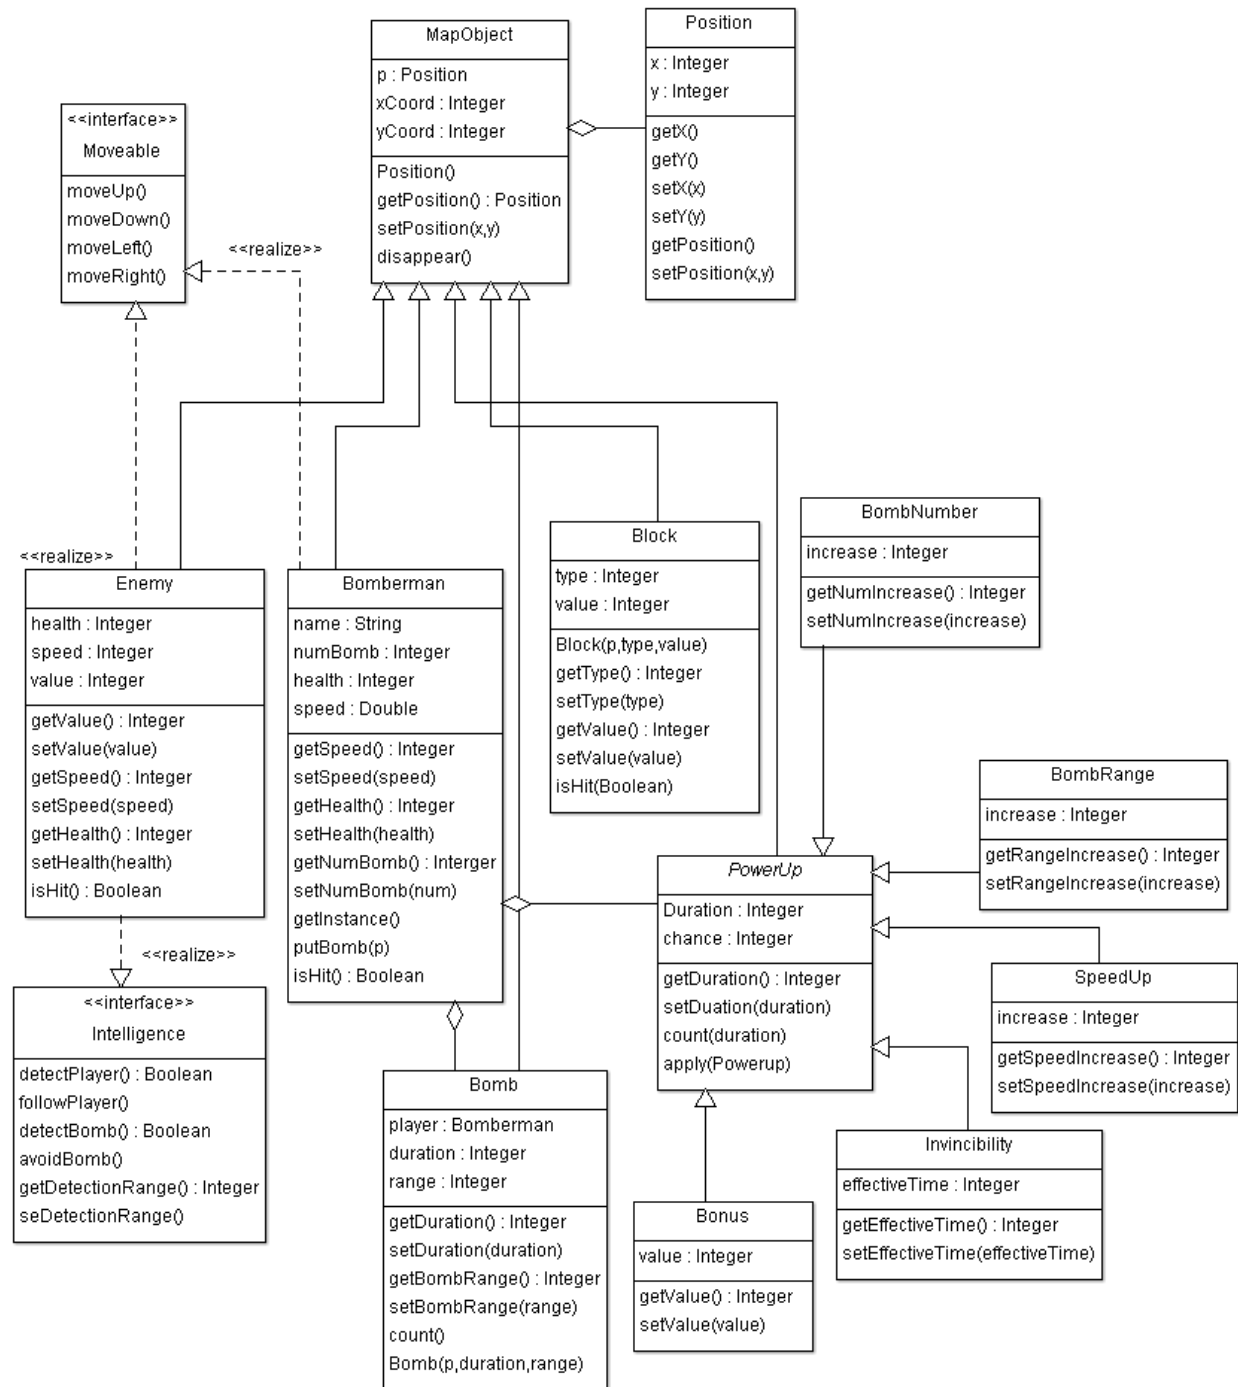 MapObject
p : Position
xCoord : Integer
yCoord : Integer
Position()
getPosition() : Position
setPosition(x,y)
disappear()
Position
x : Integer
y : Integer
getX()
getY()
setX(x)
setY(y)
getPosition()
setPosition(x,y)
<<interface>>
Moveable
moveUp()
moveDown()
moveLeft()
moveRight()
<<realize>>
<<realize>>
Enemy
health : Integer
speed : Integer
value : Integer
getValue() : Integer
setValue(value)
getSpeed() : Integer
setSpeed(speed)
getHealth() : Integer
setHealth(health)
isHit() : Boolean
Bomberman
name : String
numBomb : Integer
health : Integer
speed : Double
getSpeed() : Integer
setSpeed(speed)
getHealth() : Integer
setHealth(health)
getNumBomb() : Interger
setNumBomb(num)
getInstance()
putBomb(p)
isHit() : Boolean
Block
type : Integer
value : Integer
Block(p,type,value)
getType() : Integer
setType(type)
getValue() : Integer
setValue(value)
isHit(Boolean)
BombNumber
increase : Integer
getNumIncrease() : Integer
setNumIncrease(increase)
BombRange
increase : Integer
getRangeIncrease() : Integer
setRangeIncrease(increase)
PowerUp
Duration : Integer
chance : Integer
getDuration() : Integer
setDuation(duration)
count(duration)
apply(Powerup)
SpeedUp
increase : Integer
getSpeedIncrease() : Integer
setSpeedIncrease(increase)
<<realize>>
<<interface>>
Intelligence
detectPlayer() : Boolean
followPlayer()
detectBomb() : Boolean
avoidBomb()
getDetectionRange() : Integer
seDetectionRange()
Bomb
player : Bomberman
duration : Integer
range : Integer
getDuration() : Integer
setDuration(duration)
getBombRange() : Integer
setBombRange(range)
count()
Bomb(p,duration,range)
Invincibility
effectiveTime : Integer
getEffectiveTime() : Integer
setEffectiveTime(effectiveTime)
Bonus
value : Integer
getValue() : Integer
setValue(value)